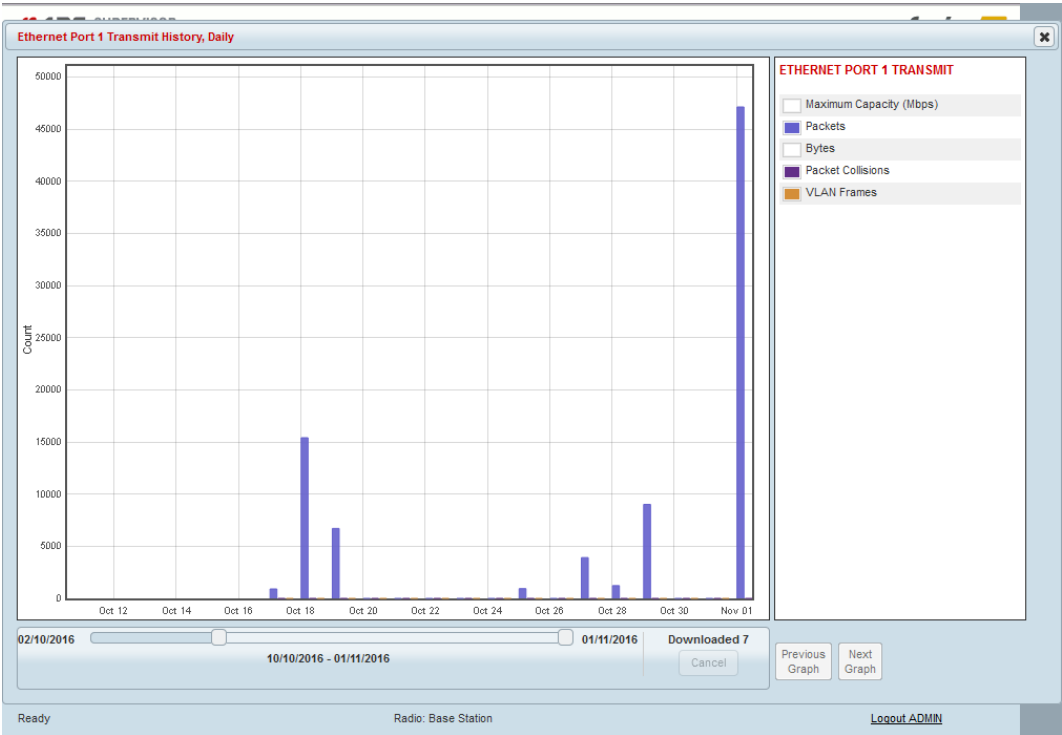 SUPERVISOR
Ethernet Port 1 Transmit History, Daily
50000
45000
40000
35000
30000
25000
20000
15000
10000
5000
0
Count
Oct 12 Oct 14 Oct 16 Oct 18 Oct 20 Oct 22 Oct 24 Oct 26 Oct 28 Oct 30 Nov 01
ETHERNET PORT 1 TRANSMIT
Maximum Capacity (Mbps)
Packets
Bytes
Packet Collisions
VLAN Frames
02/10/2016 01/11/2016
10/10/2016 - 01/11/2016
Downloaded 7
Cancel
Previous Graph
Next Graph
Ready Radio: Base Station Logout ADMIN